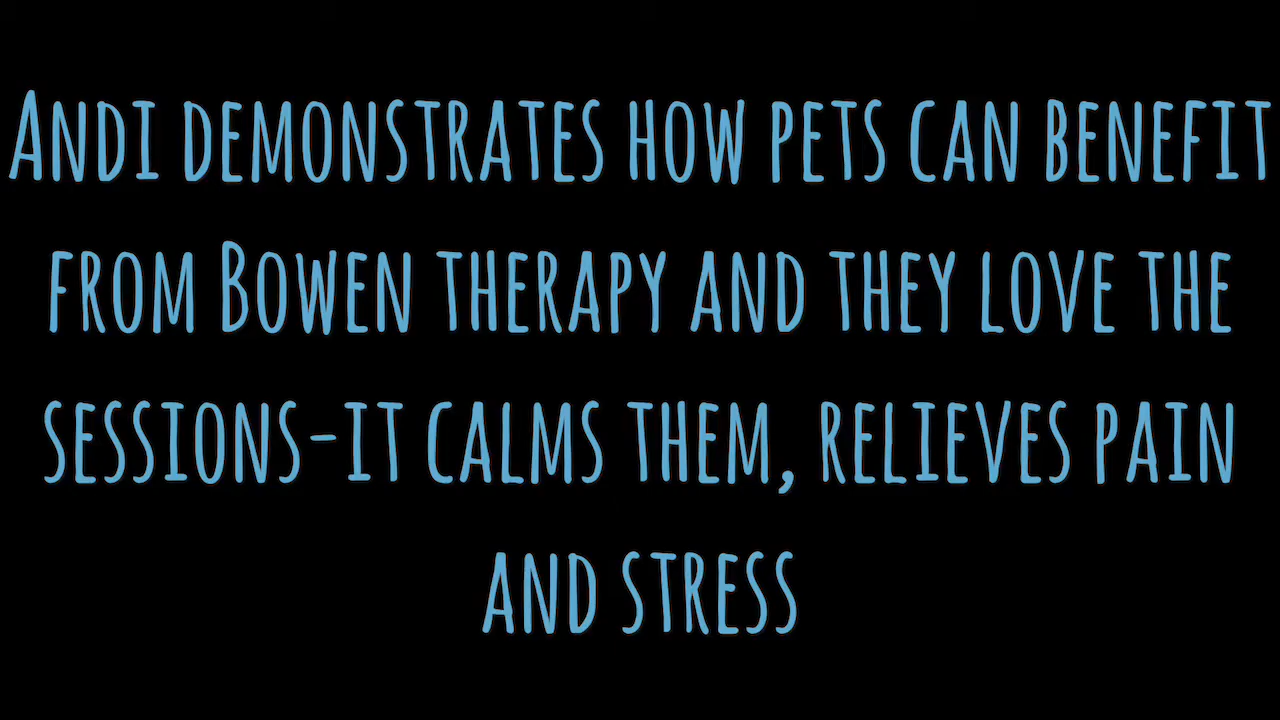 Andi demonstrates how pets can benefit
from Bowen therapy and they love the
sessions-it calms them, relieves pain
and stress